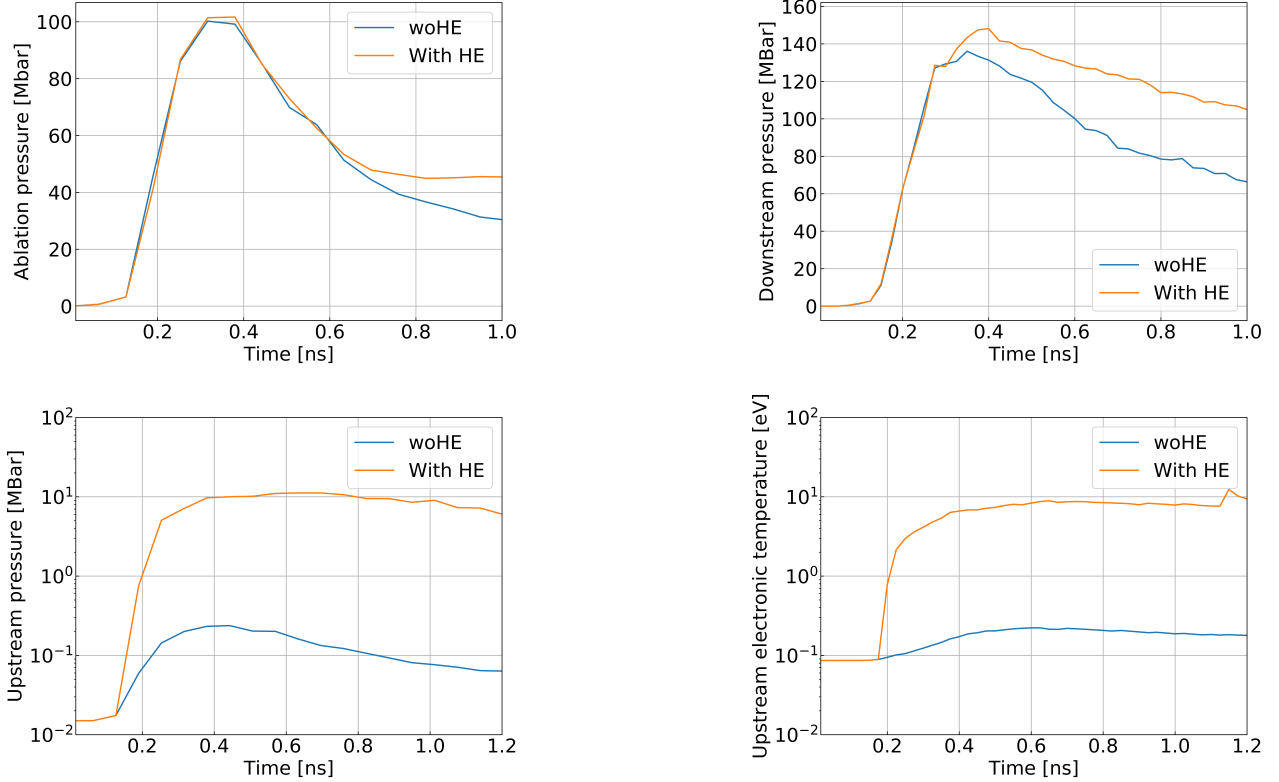 Ablation pressure [Mbar]
100
80
60
40
20
0
0.2 0.4 0.6 0.8 1.0
Time [ns]
woHE
With HE
Downstream pressure [MBar]
160
140
120
100
80
60
40
20
0
0.2 0.4 0.6 0.8 1.0
Time [ns]
woHE
With HE
Upstream pressure [MBar]
10²
10¹
10⁰
10⁻¹
10⁻²
0.2 0.4 0.6 0.8 1.0 1.2
Time [ns]
woHE
With HE
Upstream electronic temperature [eV]
10²
10¹
10⁰
10⁻¹
10⁻²
0.2 0.4 0.6 0.8 1.0 1.2
Time [ns]
woHE
With HE